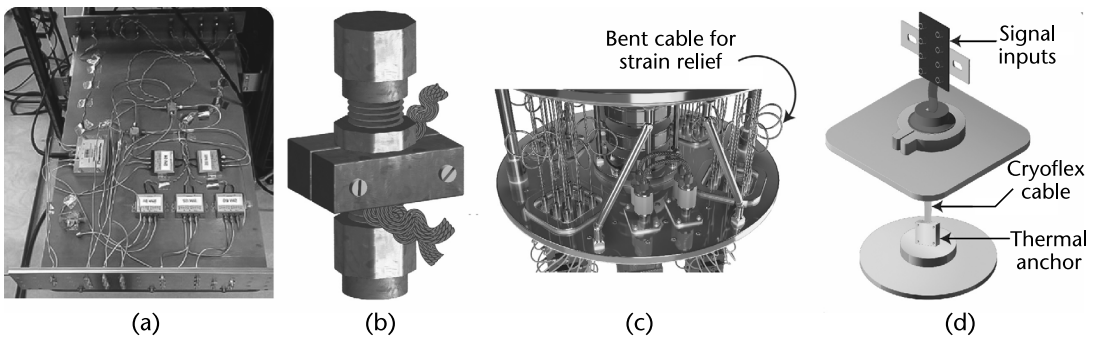 Bent cable for
strain relief
Signal
inputs
Cryoflex
cable
Thermal
anchor
(a)
(b)
(c)
(d)